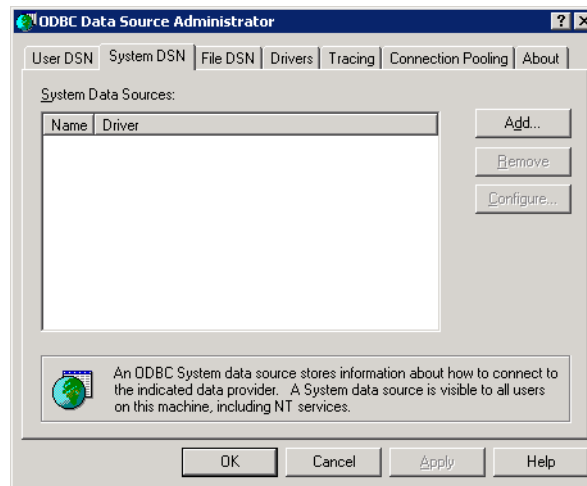 ODBC Data Source Administrator
User DSN System DSN File DSN Drivers Tracing Connection Pooling About
System Data Sources:
Name Driver
Add...
Remove
Configure...
An ODBC System data source stores information about how to connect to
the indicated data provider. A System data source is visible to all users
on this machine, including NT services.
OK Cancel Apply Help